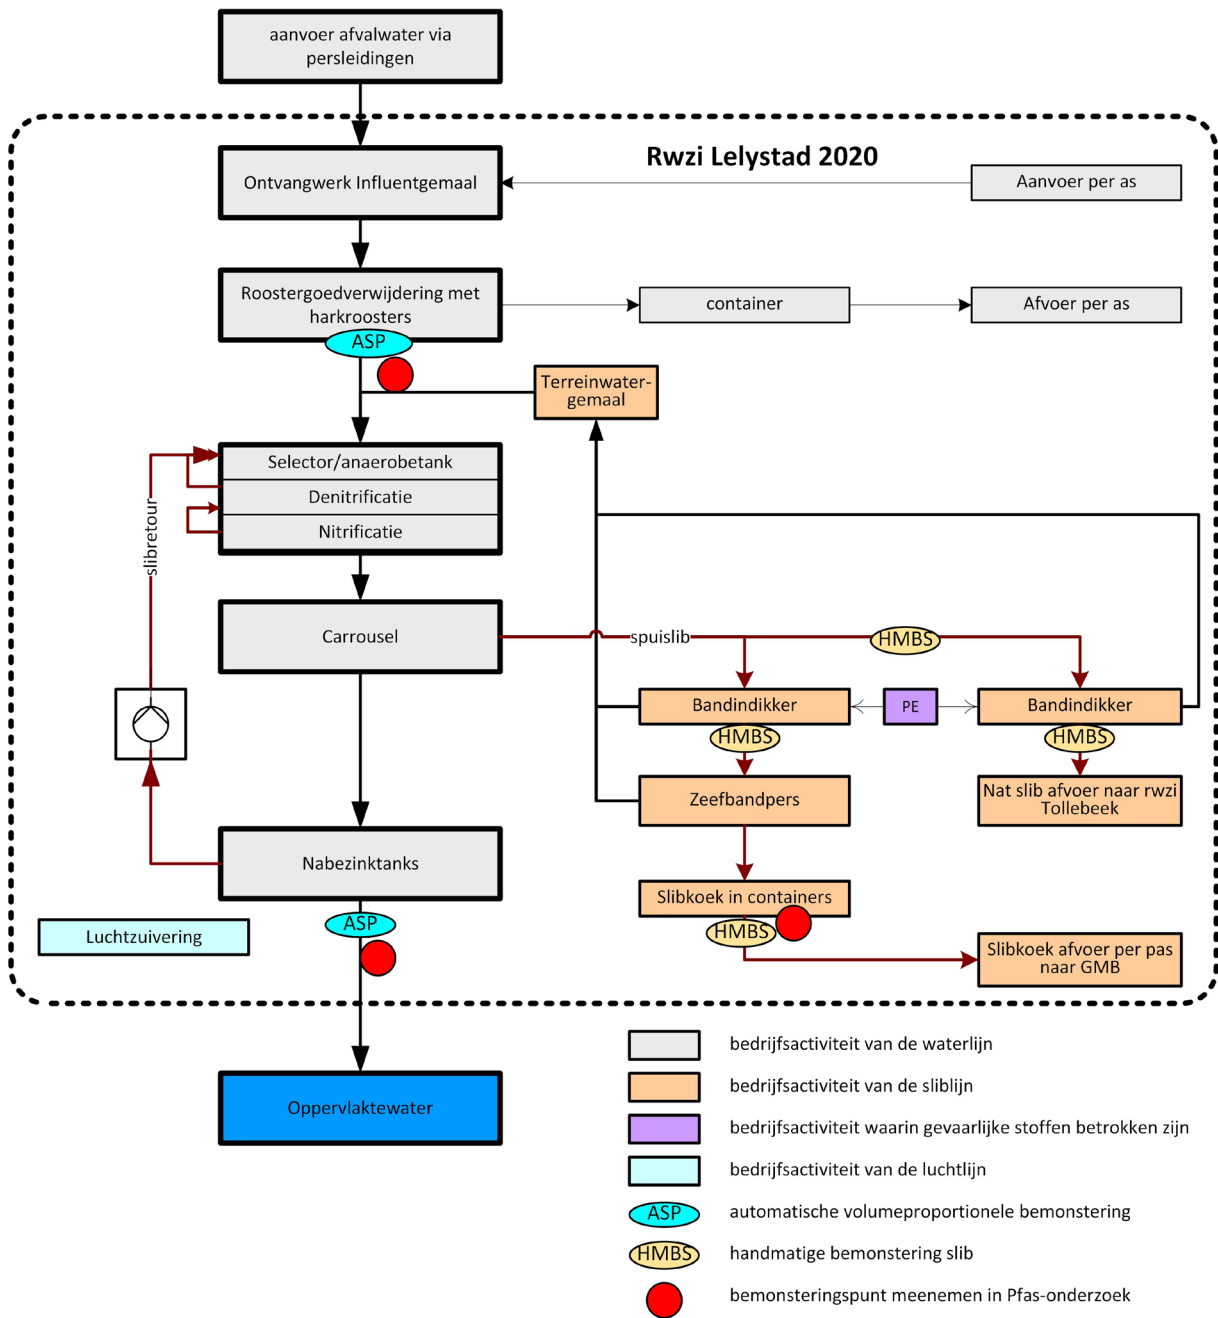 aanvoer afvalwater via
persleidingen
Rwzi Lelystad 2020
Ontvangwerk Influentgemaal
Aanvoer per as
Roostergoedverwijdering met
harkroosters
container
Afvoer per as
ASP
Terreinwater-
gemaal
Selector/anaerobetank
Denitrificatie
Nitrificatie
slibretour
Carrousel
spuislib
HMBS
Bandindikker
PE
Bandindikker
HMBS
HMBS
Zeefbandpers
Nat slib afvoer naar rwzi
Tollebeek
Nabezinktanks
Slibkoek in containers
ASP
HMBS
Luchtzuivering
Slibkoek afvoer per pas
naar GMB
Oppervlaktewater
bedrijfsactiviteit van de waterlijn
bedrijfsactiviteit van de sliblijn
bedrijfsactiviteit waarin gevaarlijke stoffen betrokken zijn
bedrijfsactiviteit van de luchtlijn
ASP automatische volumeproportionele bemonstering
HMBS handmatige bemonstering slib
bemonsteringspunt meenemen in Pfas-onderzoek